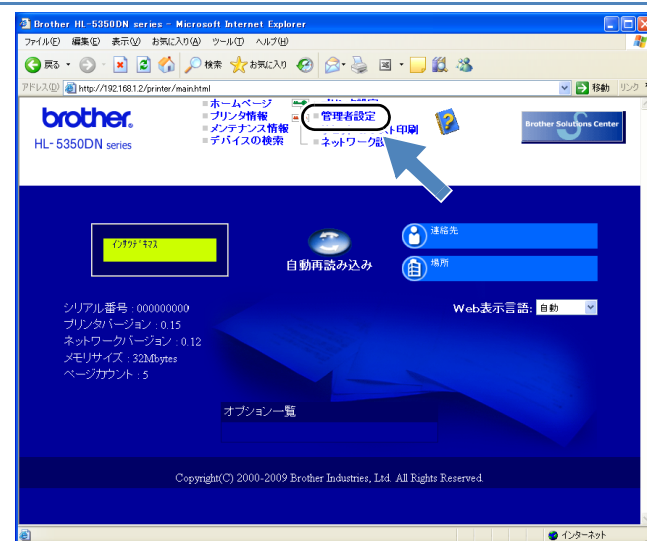 Brother HL-5350DN series - Microsoft Internet Explorer
ファイル(F) 編集(E) 表示(V) お気に入り(A) ツール(T) ヘルプ(H)
戻る 検索 お気に入り
アドレス(D) http://192.168.1.2/printer/main.html 移動 リンク
brother.
HL- 5350DN series
ホームページ
プリンタ情報
メンテナンス情報
デバイスの検索
管理者設定
ト印刷
ネットワーク設
Brother Solutions Center
インサツデキマス
自動再読み込み
連絡先
場所
シリアル番号 : 000000000
プリンタバージョン : 0.15
ネットワークバージョン : 0.12
メモリサイズ : 32Mbytes
ページカウント : 5
Web表示言語: 自動
オプション一覧
Copyright(C) 2000-2009 Brother Industries, Ltd. All Rights Reserved.
インターネット